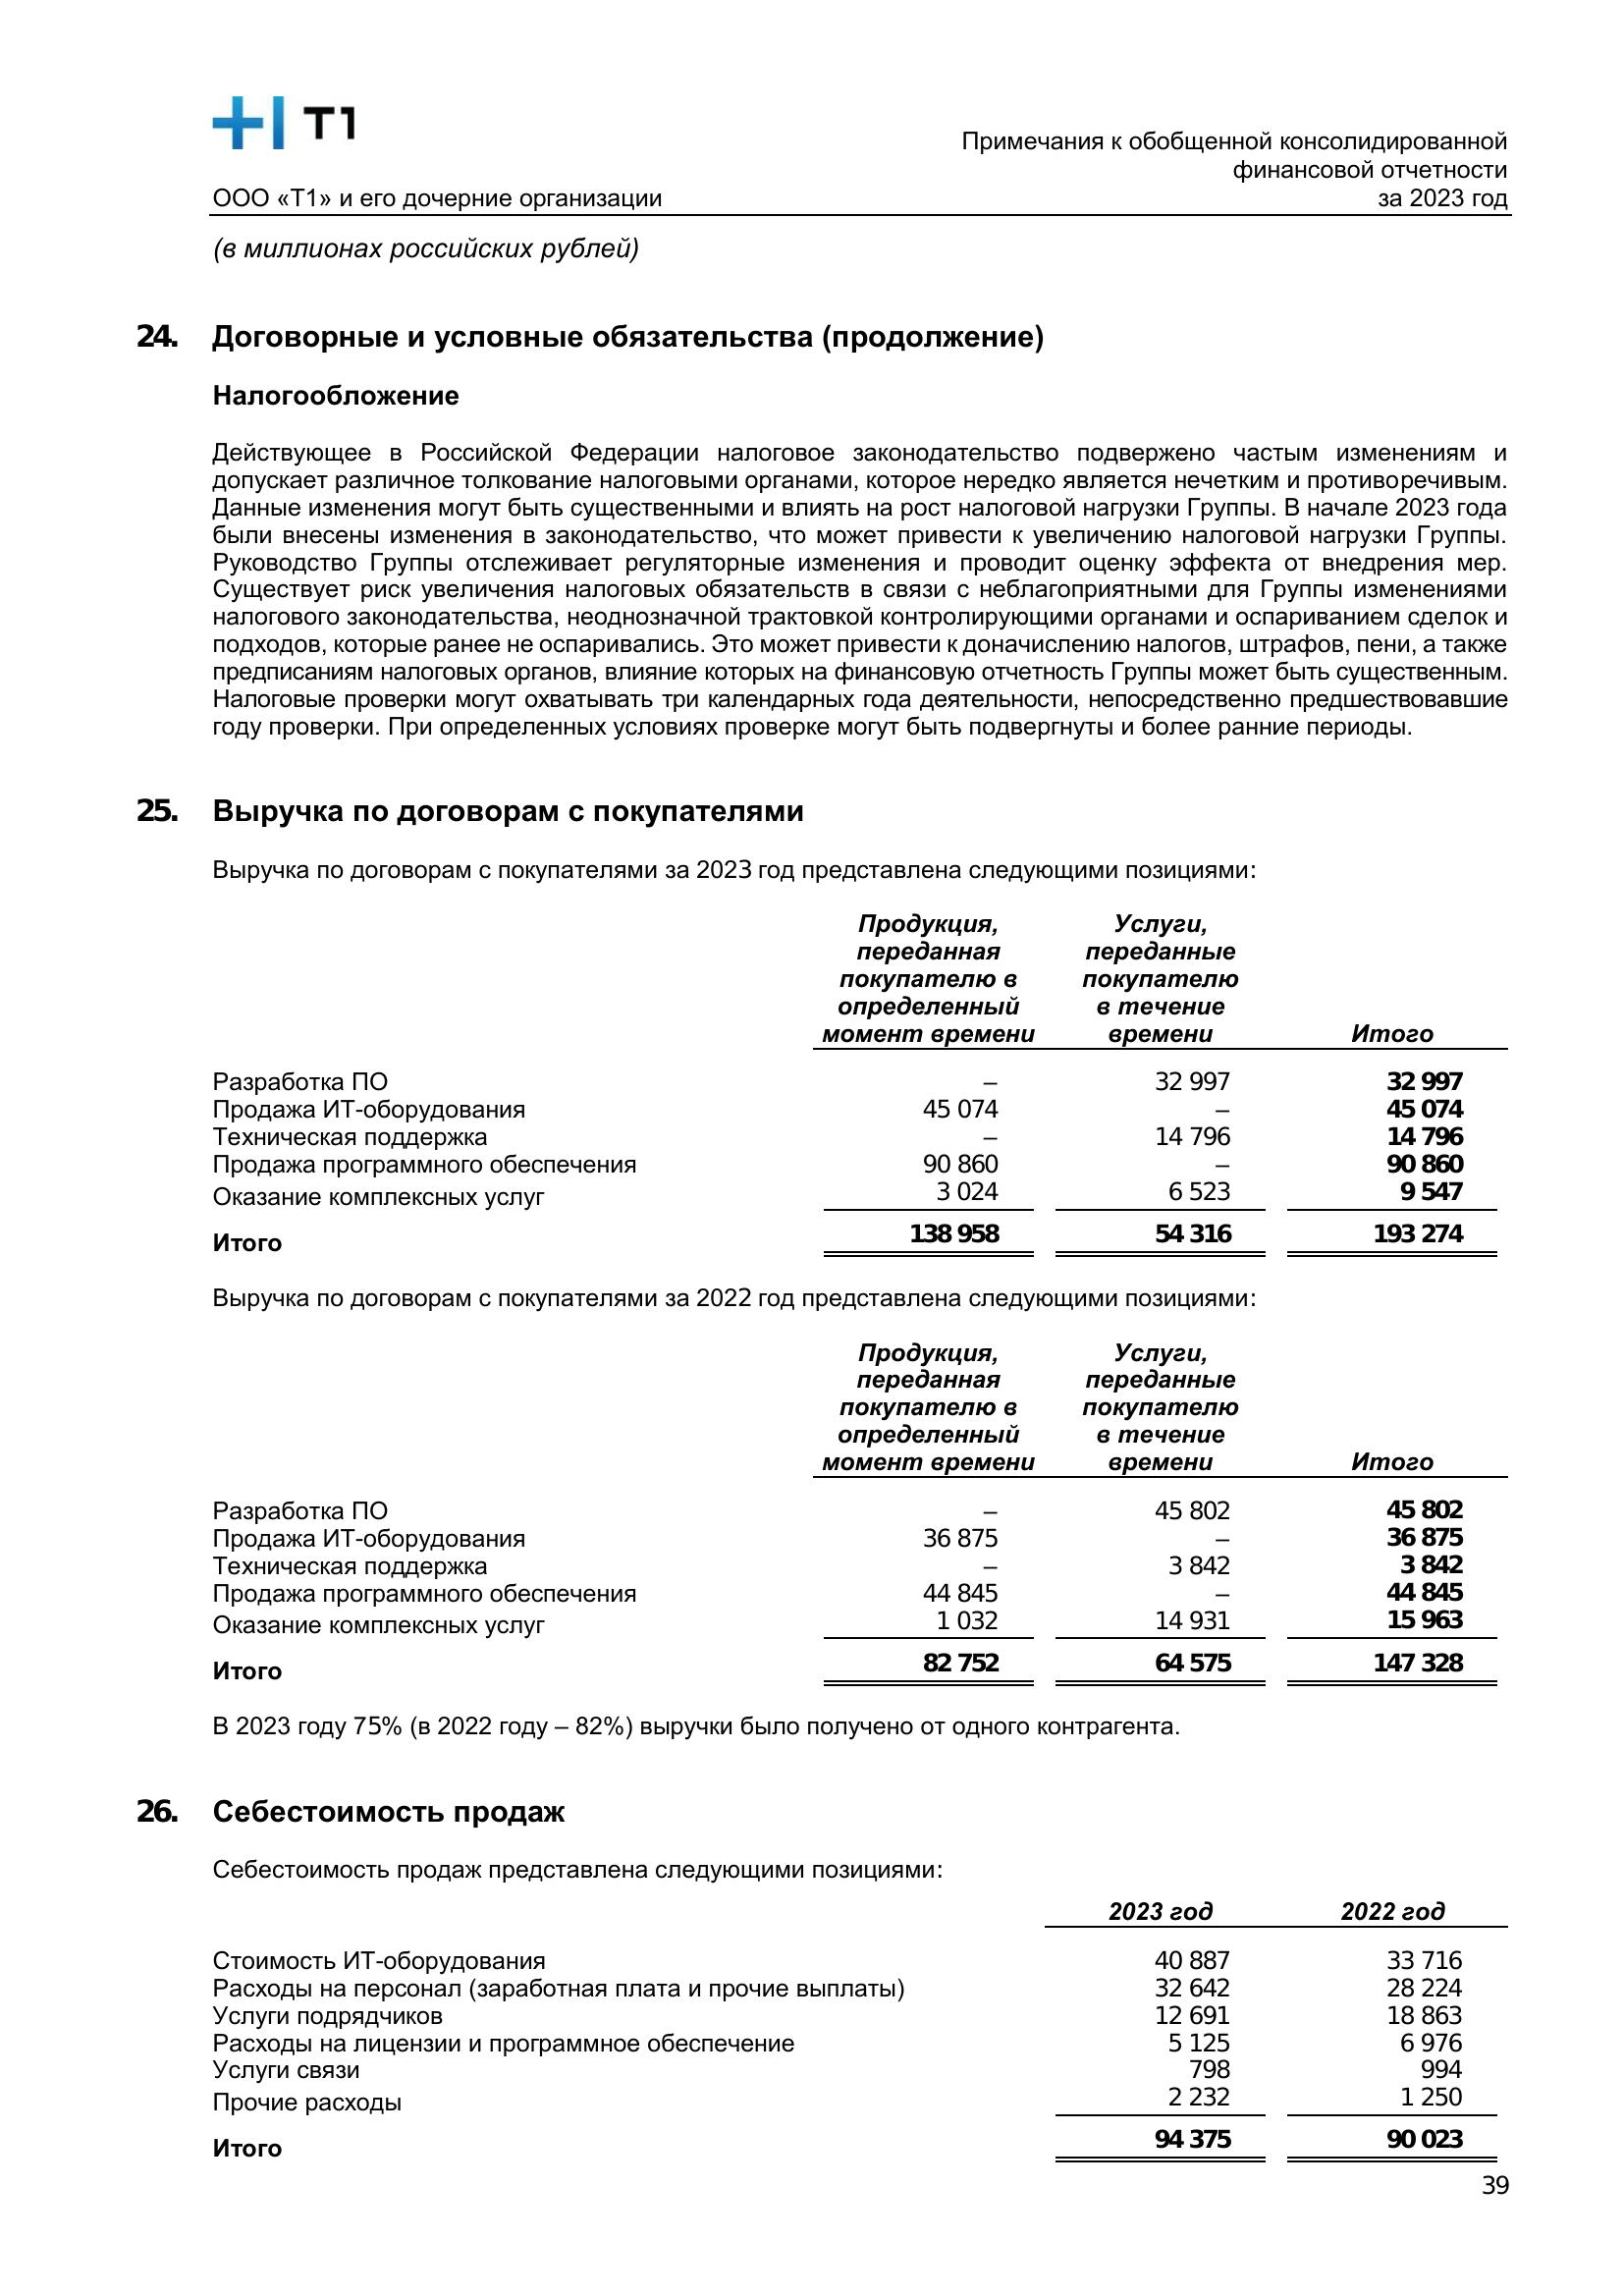 T1
Примечания к обобщенной консолидированной
финансовой отчетности
ООО «Т1» и его дочерние организации за 2023 год
(в миллионах российских рублей)
24. Договорные и условные обязательства (продолжение)
Налогообложение
Действующее в Российской Федерации налоговое законодательство подвержено частым изменениям и
допускает различное толкование налоговыми органами, которое нередко является нечетким и противоречивым.
Данные изменения могут быть существенными и влиять на рост налоговой нагрузки Группы. В начале 2023 года
были внесены изменения в законодательство, что может привести к увеличению налоговой нагрузки Группы.
Руководство Группы отслеживает регуляторные изменения и проводит оценку эффекта от внедрения мер.
Существует риск увеличения налоговых обязательств в связи с неблагоприятными для Группы изменениями
налогового законодательства, неоднозначной трактовкой контролирующими органами и оспариванием сделок и
подходов, которые ранее не оспаривались. Это может привести к доначислению налогов, штрафов, пени, а также
предписаниям налоговых органов, влияние которых на финансовую отчетность Группы может быть существенным.
Налоговые проверки могут охватывать три календарных года деятельности, непосредственно предшествовавшие
году проверки. При определенных условиях проверке могут быть подвергнуты и более ранние периоды.
25. Выручка по договорам с покупателями
Выручка по договорам с покупателями за 2023 год представлена следующими позициями:
Продукция, Услуги,
переданная переданные
покупателю в покупателю
определенный в течение
момент времени времени Итого
Разработка ПО – 32 997 32 997
Продажа ИТ-оборудования 45 074 – 45 074
Техническая поддержка – 14 796 14 796
Продажа программного обеспечения 90 860 – 90 860
Оказание комплексных услуг 3 024 6 523 9 547
Итого 138 958 54 316 193 274
Выручка по договорам с покупателями за 2022 год представлена следующими позициями:
Продукция, Услуги,
переданная переданные
покупателю в покупателю
определенный в течение
момент времени времени Итого
Разработка ПО – 45 802 45 802
Продажа ИТ-оборудования 36 875 – 36 875
Техническая поддержка – 3 842 3 842
Продажа программного обеспечения 44 845 – 44 845
Оказание комплексных услуг 1 032 14 931 15 963
Итого 82 752 64 575 147 328
В 2023 году 75% (в 2022 году – 82%) выручки было получено от одного контрагента.
26. Себестоимость продаж
Себестоимость продаж представлена следующими позициями:
2023 год 2022 год
Стоимость ИТ-оборудования 40 887 33 716
Расходы на персонал (заработная плата и прочие выплаты) 32 642 28 224
Услуги подрядчиков 12 691 18 863
Расходы на лицензии и программное обеспечение 5 125 6 976
Услуги связи 798 994
Прочие расходы 2 232 1 250
Итого 94 375 90 023
39